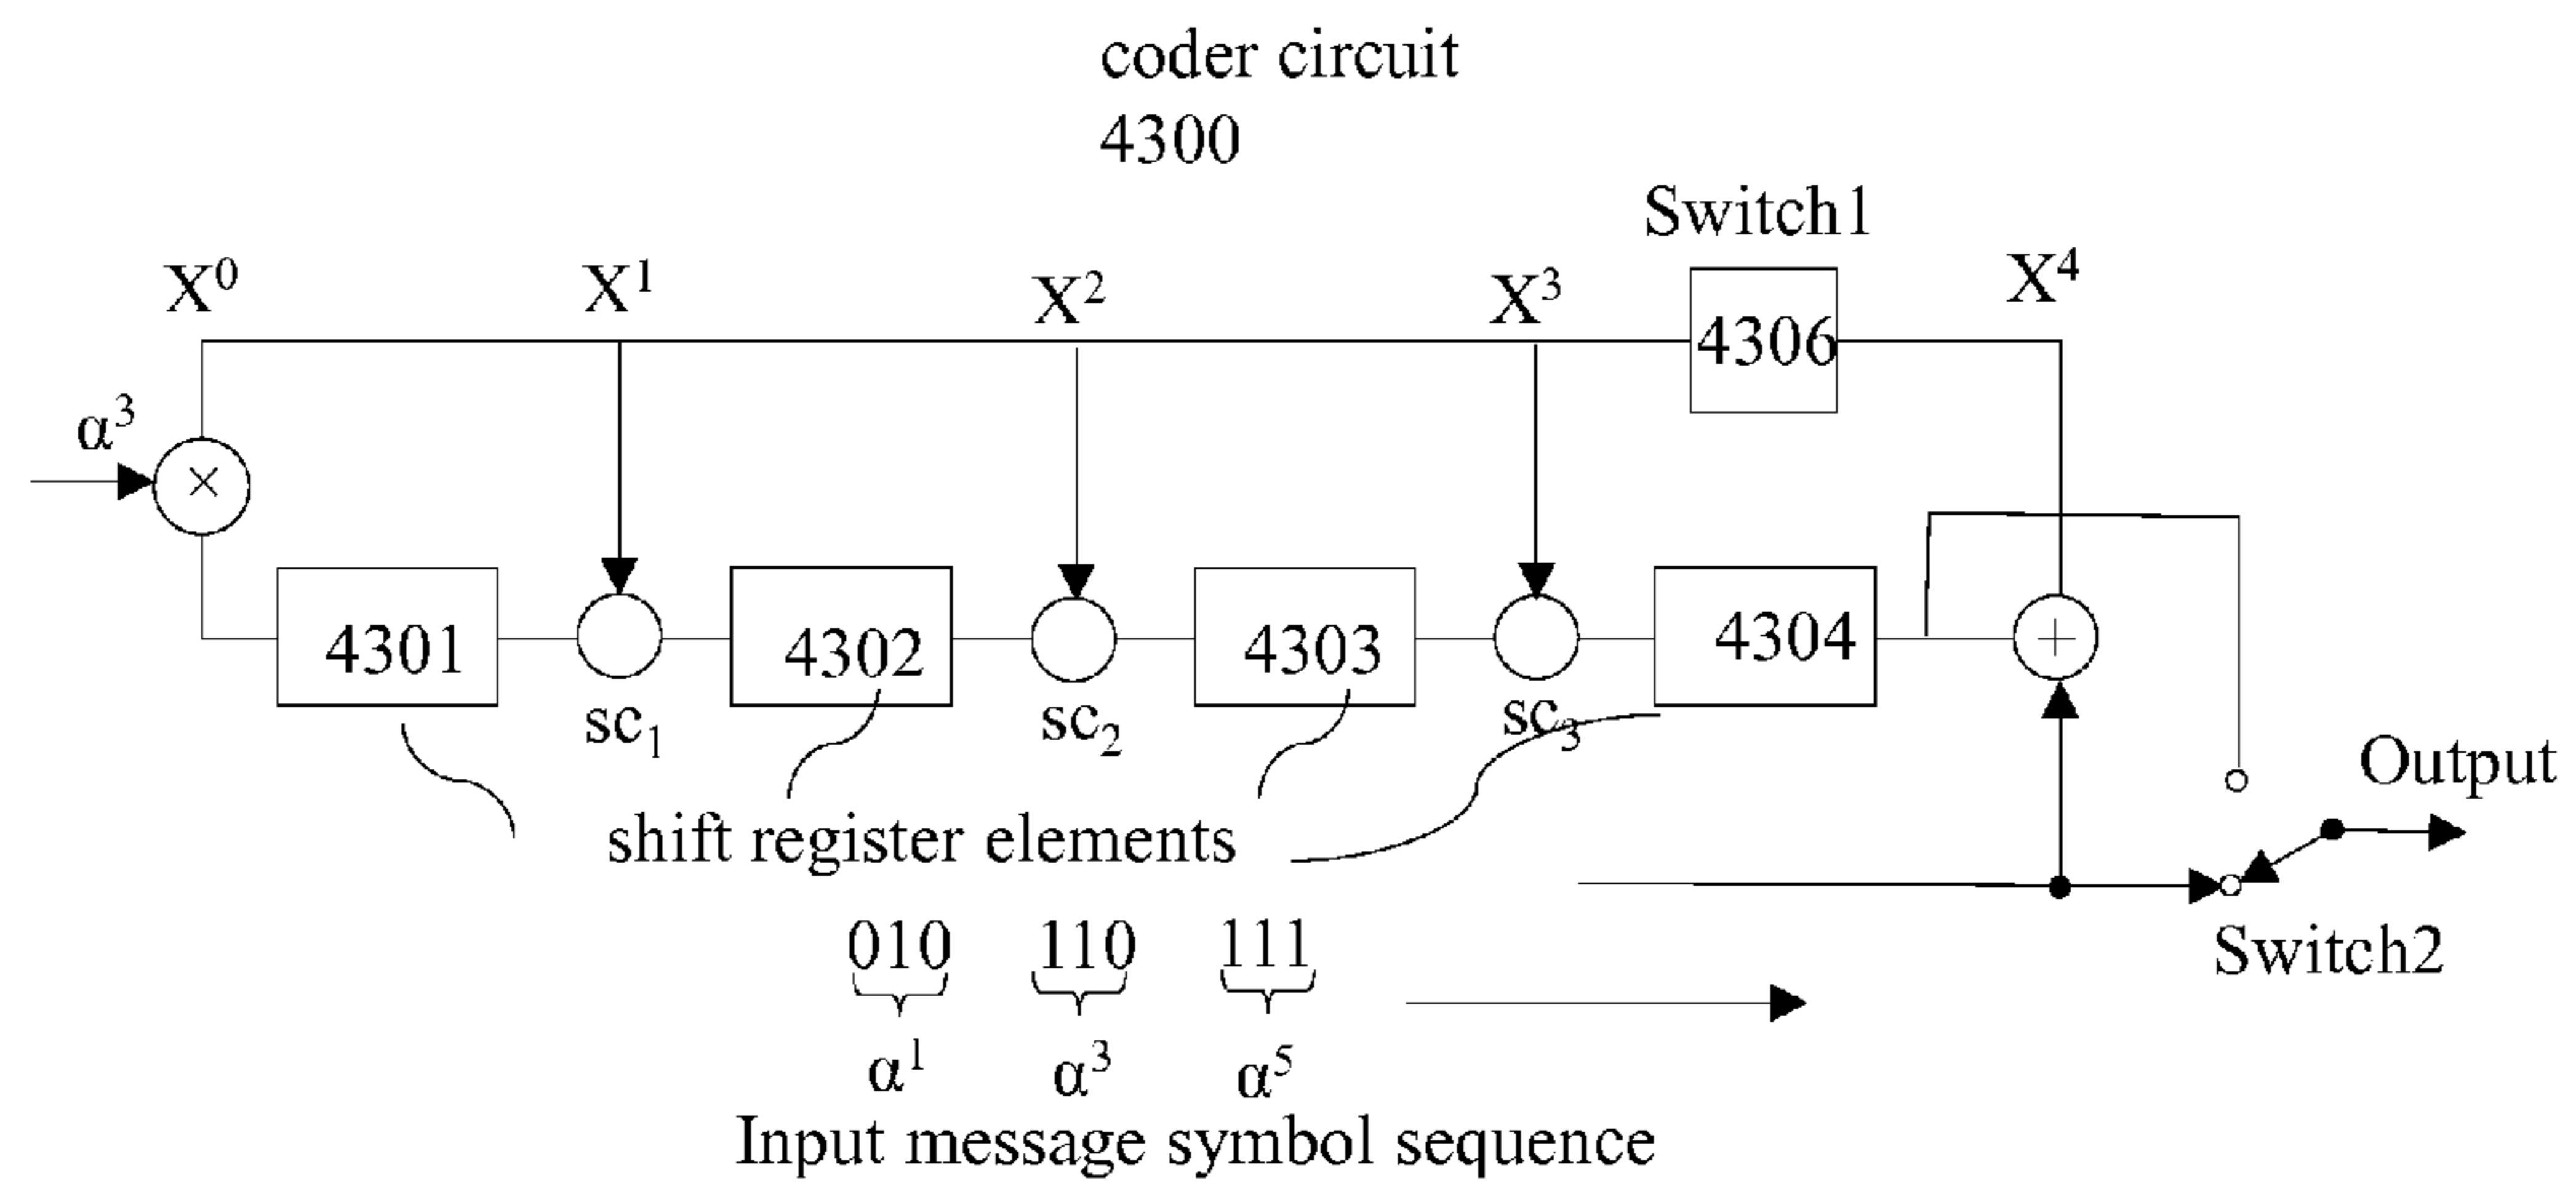 coder circuit
4300
Switch1
X⁰ X¹ X² X³ 4306 X⁴
α³
×
4301 4302 4303 4304 +
sc₁ sc₂ sc₃
shift register elements
Output
010 110 111
Switch2
α¹ α³ α⁵
Input message symbol sequence